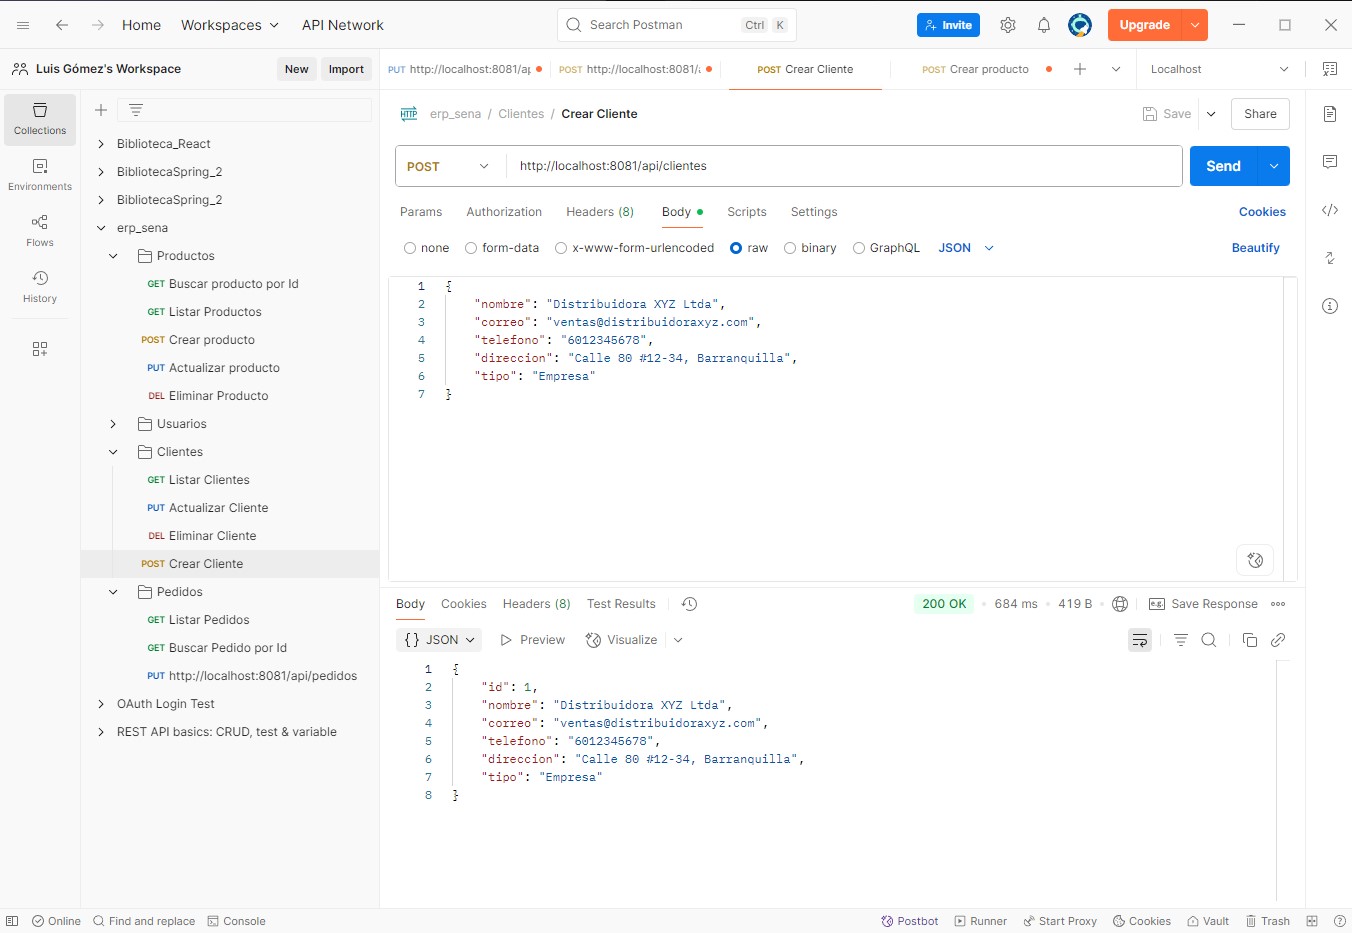 Home Workspaces API Network Search Postman Ctrl K Invite Upgrade
Luis Gómez's Workspace New Import PUT http://localhost:8081/ap POST http://localhost:8081/a POST Crear Cliente POST Crear producto Localhost
Collections
Environments
Flows
History
Biblioteca_React
BibliotecaSpring_2
BibliotecaSpring_2
erp_sena
Productos
GET Buscar producto por Id
GET Listar Productos
POST Crear producto
PUT Actualizar producto
DEL Eliminar Producto
Usuarios
Clientes
GET Listar Clientes
PUT Actualizar Cliente
DEL Eliminar Cliente
POST Crear Cliente
Pedidos
GET Listar Pedidos
GET Buscar Pedido por Id
PUT http://localhost:8081/api/pedidos
OAuth Login Test
REST API basics: CRUD, test & variable
HTTP erp_sena / Clientes / Crear Cliente Save Share
POST http://localhost:8081/api/clientes Send
Params Authorization Headers (8) Body Scripts Settings Cookies
none form-data x-www-form-urlencoded raw binary GraphQL JSON Beautify
1 {
2 "nombre": "Distribuidora XYZ Ltda",
3 "correo": "ventas@distribuidoraxyz.com",
4 "telefono": "6012345678",
5 "direccion": "Calle 80 #12-34, Barranquilla",
6 "tipo": "Empresa"
7 }
Body Cookies Headers (8) Test Results 200 OK 684 ms 419 B e.g. Save Response
{} JSON Preview Visualize
1 {
2 "id": 1,
3 "nombre": "Distribuidora XYZ Ltda",
4 "correo": "ventas@distribuidoraxyz.com",
5 "telefono": "6012345678",
6 "direccion": "Calle 80 #12-34, Barranquilla",
7 "tipo": "Empresa"
8 }
Online Find and replace Console Postbot Runner Start Proxy Cookies Vault Trash